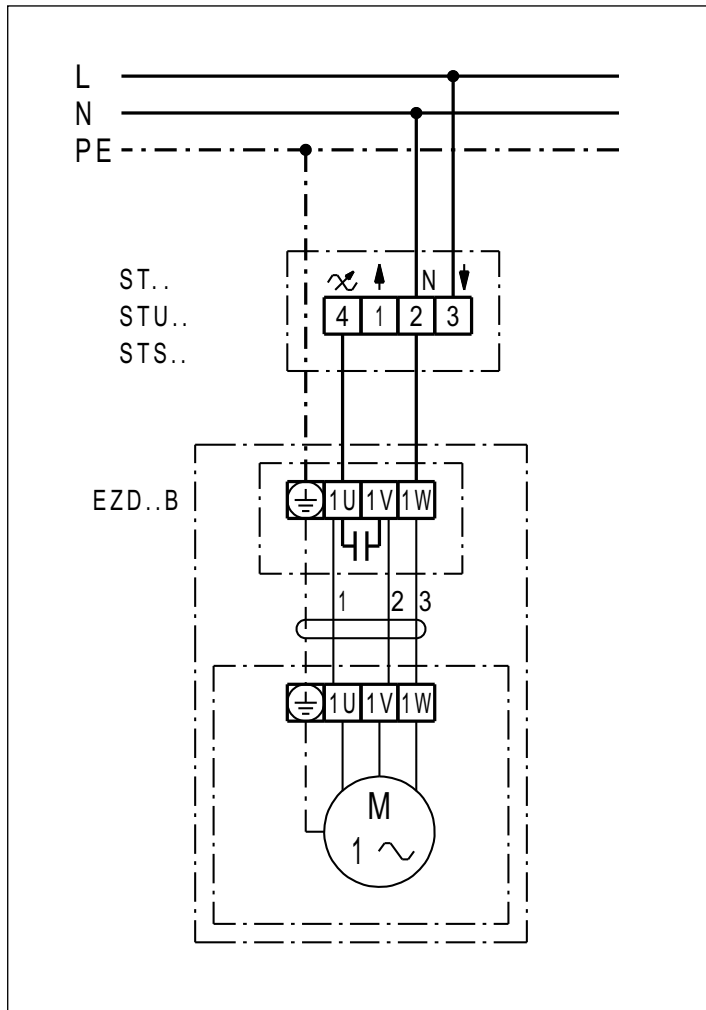 L
N
PE
ST..
STU..
STS..
N
4 1 2 3
EZD..B
1U 1V 1W
1 2 3
1U 1V 1W
M
1